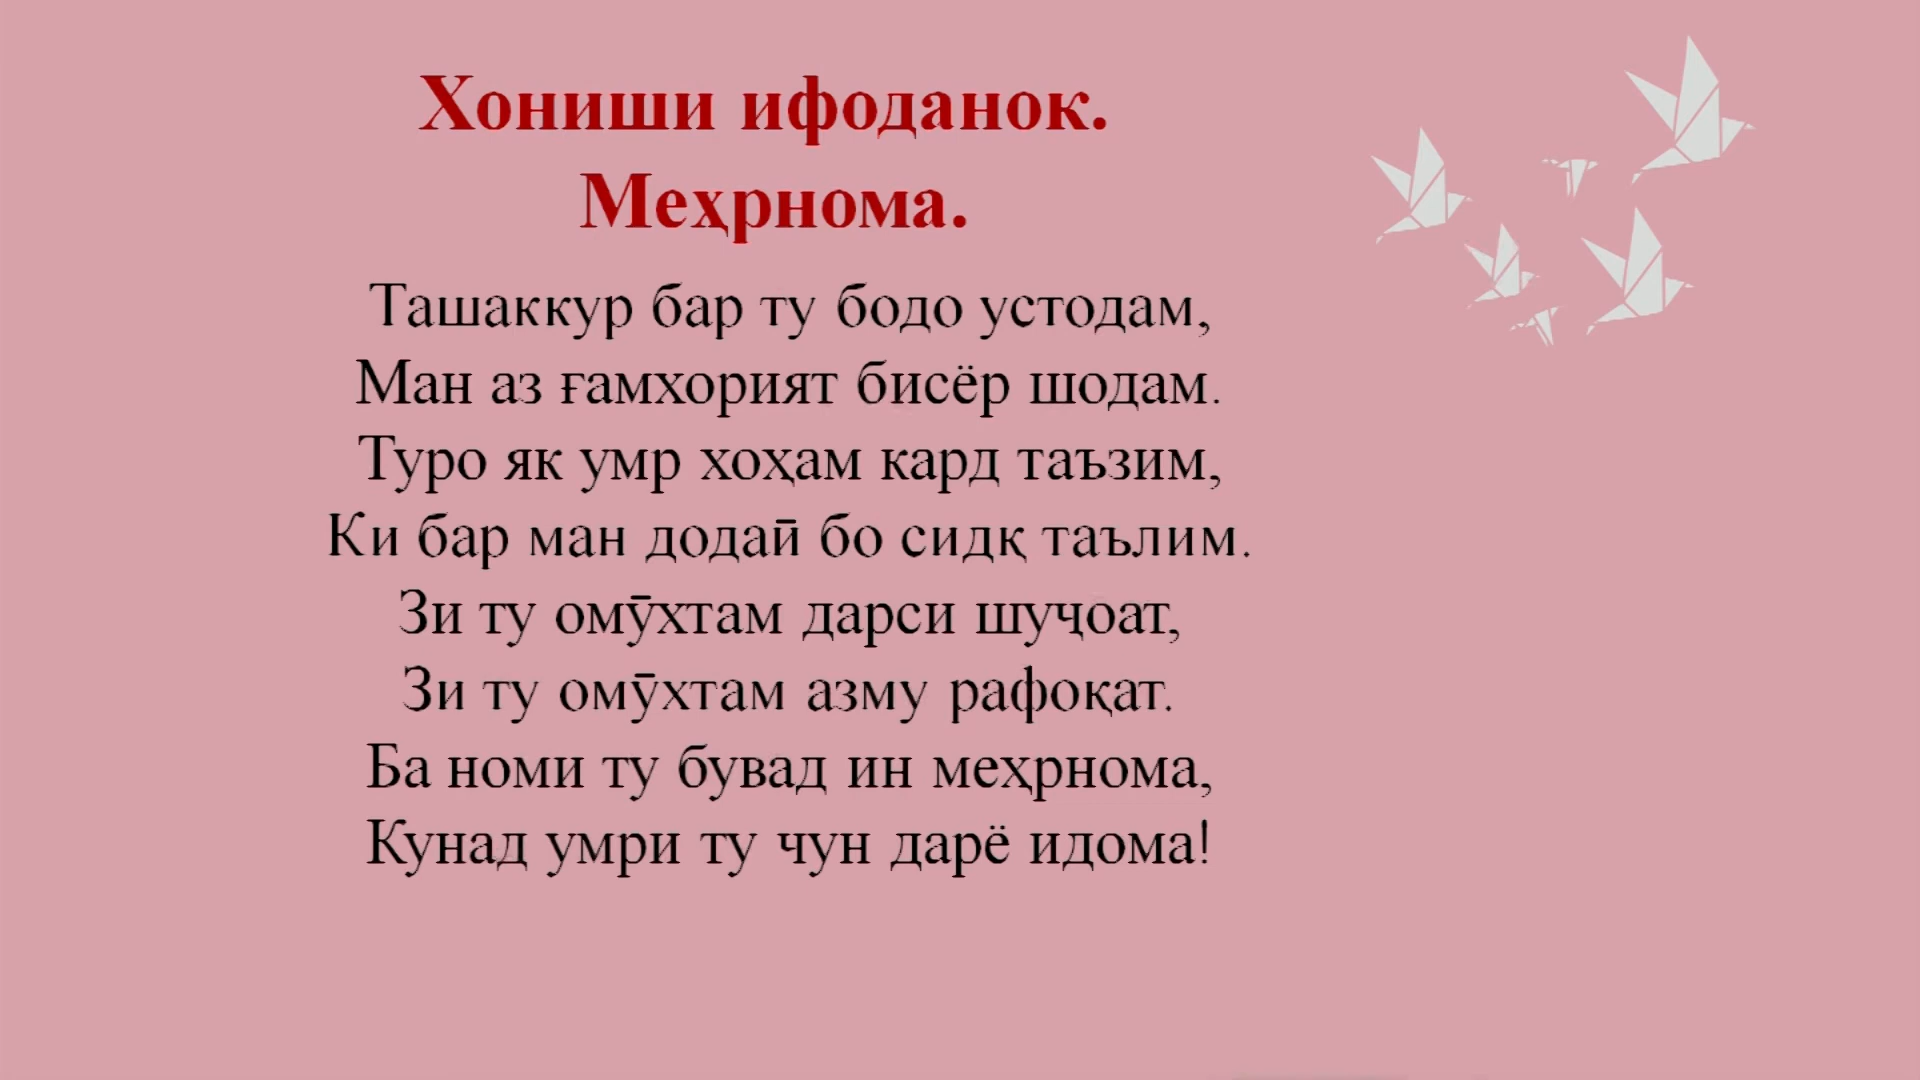 Хониши ифоданок.
Меҳрнома.
Ташаккур бар ту бодо устодам,
Ман аз ғамхорият бисёр шодам.
Туро як умр хоҳам кард таъзим,
Ки бар ман додаӣ бо сидқ таълим.
Зи ту омӯхтам дарси шуҷоат,
Зи ту омӯхтам азму рафоқат.
Ба номи ту бувад ин меҳрнома,
Кунад умри ту чун дарё идома!